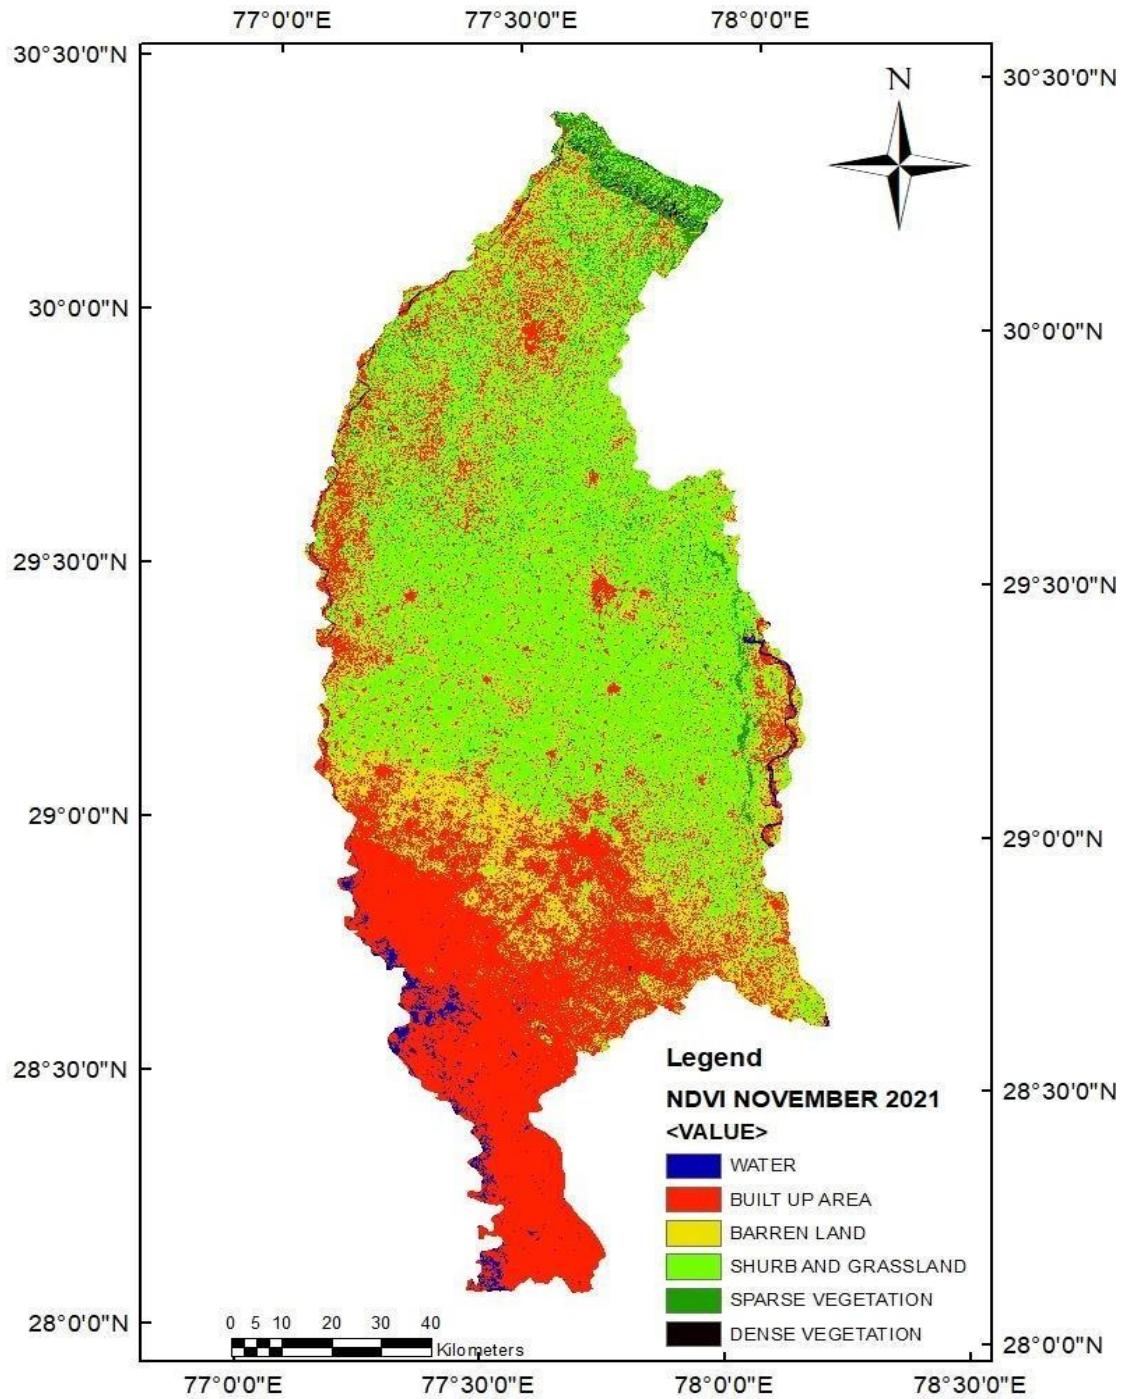 77°0'0"E 77°30'0"E 78°0'0"E
30°30'0"N
30°30'0"N
N
30°0'0"N
30°0'0"N
29°30'0"N
29°30'0"N
29°0'0"N
29°0'0"N
28°30'0"N
28°30'0"N
28°0'0"N
28°0'0"N
Legend
NDVI NOVEMBER 2021
<VALUE>
WATER
BUILT UP AREA
BARREN LAND
SHURB AND GRASSLAND
SPARSE VEGETATION
DENSE VEGETATION
0 5 10 20 30 40
Kilometers
77°0'0"E 77°30'0"E 78°0'0"E 78°30'0"E